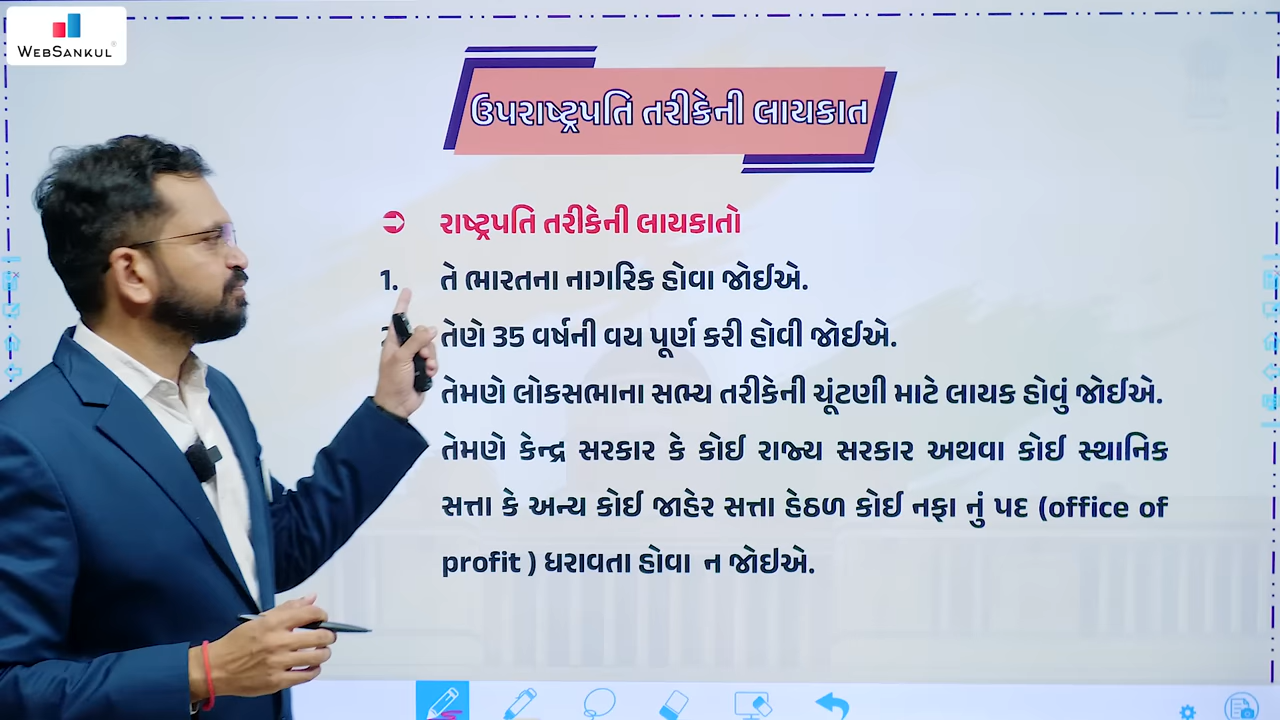 WEBSANKUL
ઉપરાષ્ટ્રપતિ તરીકેની લાયકાત
રાષ્ટ્રપતિ તરીકેની લાયકાતો
1. તે ભારતના નાગરિક હોવા જોઈએ.
તેણે 35 વર્ષની વય પૂર્ણ કરી હોવી જોઈએ.
તેમણે લોકસભાના સભ્ય તરીકેની ચૂંટણી માટે લાયક હોવું જોઈએ.
તેમણે કેન્દ્ર સરકાર કે કોઈ રાજ્ય સરકાર અથવા કોઈ સ્થાનિક
સત્તા કે અન્ય કોઈ જાહેર સત્તા હેઠળ કોઈ નફા નું પદ (office of
profit ) ધરાવતા હોવા ન જોઈએ.